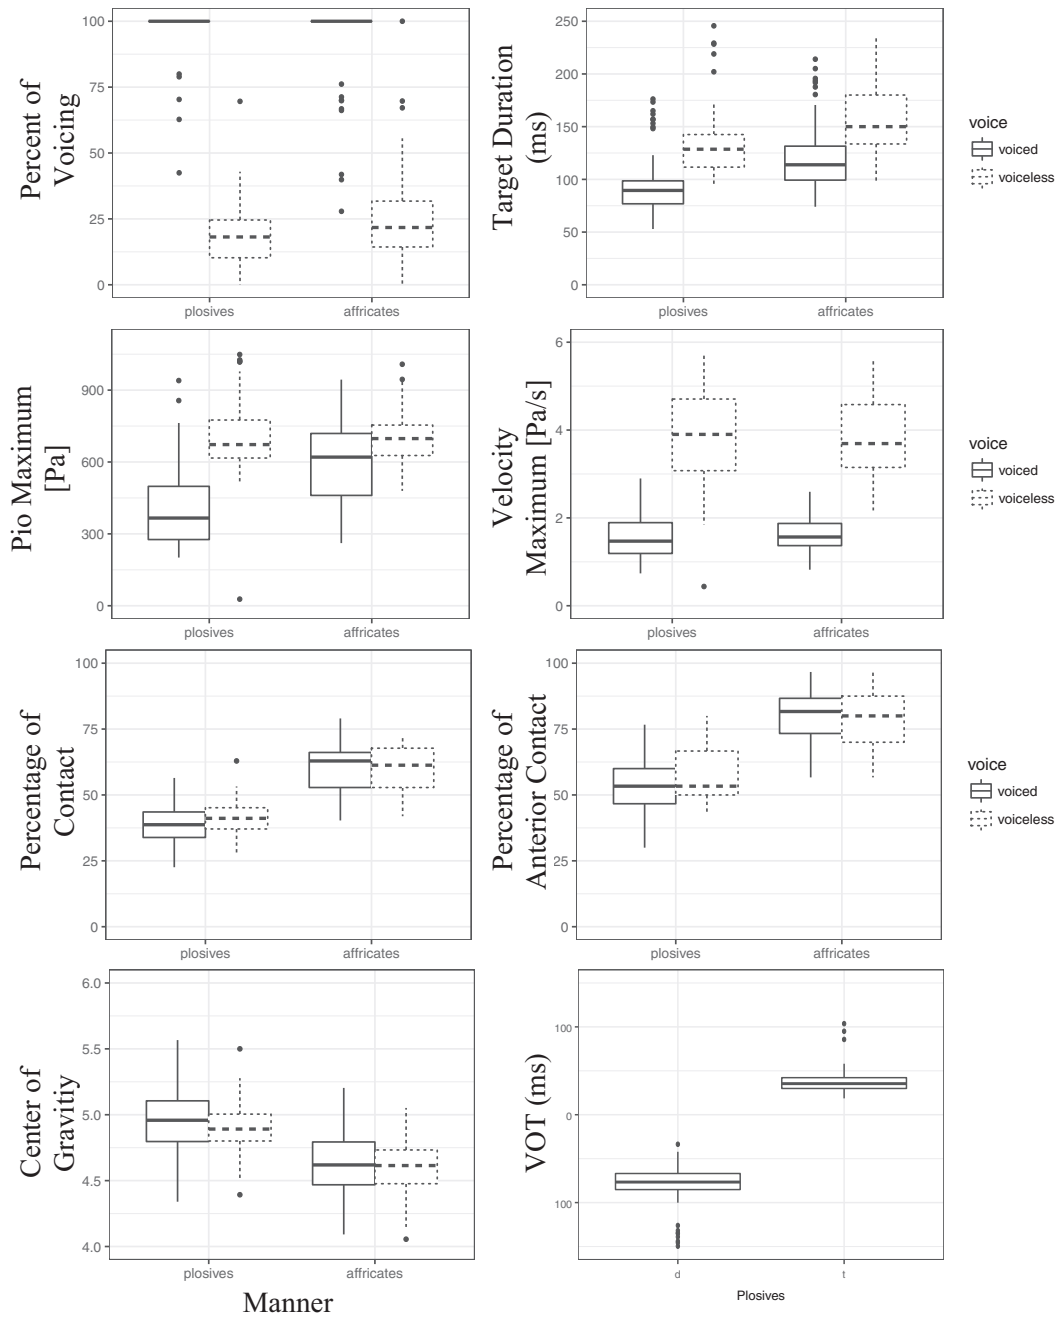 Percent of
Voicing
100
75
50
25
0
plosives
affricates
Target Duration
(ms)
250
200
150
100
50
0
plosives
affricates
voice
voiced
voiceless
Pio Maximum
[Pa]
900
600
300
0
plosives
affricates
Velocity
Maximum [Pa/s]
6
4
2
0
plosives
affricates
voice
voiced
voiceless
Percentage of
Contact
100
75
50
25
0
plosives
affricates
Percentage of
Anterior Contact
100
75
50
25
0
plosives
affricates
voice
voiced
voiceless
Center of
Gravitiy
6.0
5.5
5.0
4.5
4.0
plosives
affricates
Manner
VOT (ms)
100
0
100
d
t
Plosives